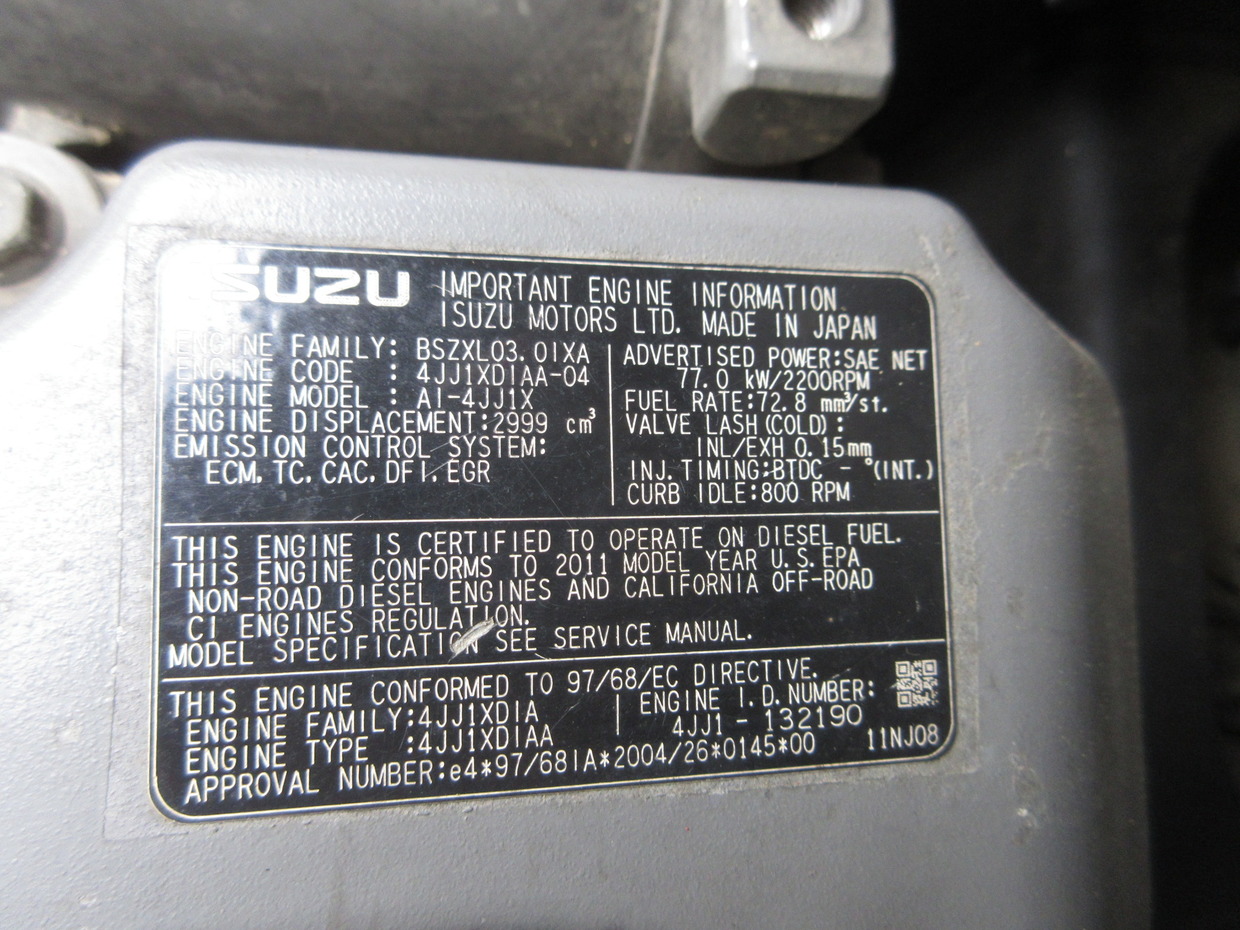 ISUZU
IMPORTANT ENGINE INFORMATION
ISUZU MOTORS LTD. MADE IN JAPAN
ENGINE FAMILY: BSZXL03.0IXA
ENGINE CODE : 4JJ1XDIAA-04
ENGINE MODEL : AI-4JJ1X
ENGINE DISPLACEMENT:2999 cm³
EMISSION CONTROL SYSTEM:
ECM, TC, CAC, DFI, EGR
ADVERTISED POWER:SAE NET
77.0 kW/2200RPM
FUEL RATE:72.8 mm³/st.
VALVE LASH(COLD):
INL/EXH 0.15mm
INJ.TIMING:BTDC - °(INT.)
CURB IDLE:800 RPM
THIS ENGINE IS CERTIFIED TO OPERATE ON DIESEL FUEL.
THIS ENGINE CONFORMS TO 2011 MODEL YEAR U.S.EPA
NON-ROAD DIESEL ENGINES AND CALIFORNIA OFF-ROAD
CI ENGINES REGULATION.
MODEL SPECIFICATION SEE SERVICE MANUAL.
THIS ENGINE CONFORMED TO 97/68/EC DIRECTIVE.
ENGINE FAMILY:4JJ1XDIA
ENGINE TYPE :4JJ1XDIAA
ENGINE I.D.NUMBER:
4JJ1 - 132190
APPROVAL NUMBER:e4*97/68IA*2004/26*0145*00
11NJ08